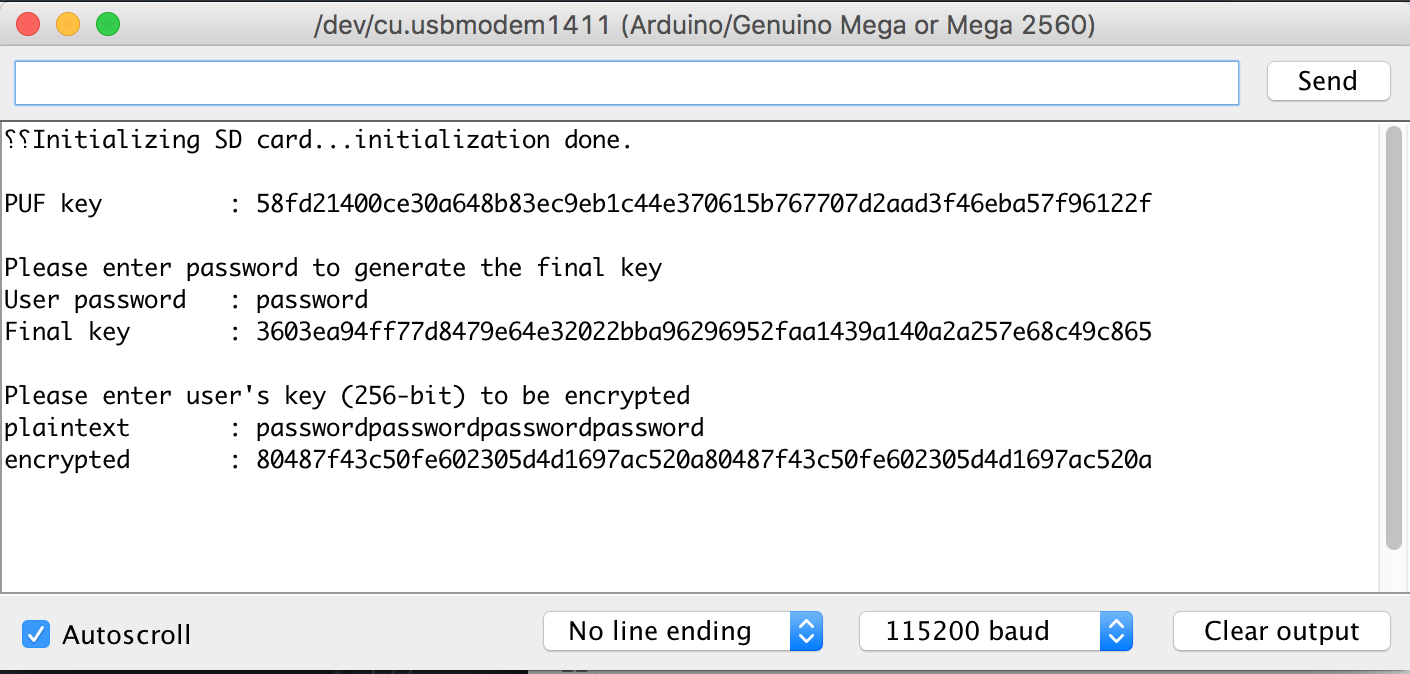 /dev/cu.usbmodem1411 (Arduino/Genuino Mega or Mega 2560)
Send
⸮⸮Initializing SD card...initialization done.
PUF key : 58fd21400ce30a648b83ec9eb1c44e370615b767707d2aad3f46eba57f96122f
Please enter password to generate the final key
User password : password
Final key : 3603ea94ff77d8479e64e32022bba96296952faa1439a140a2a257e68c49c865
Please enter user's key (256-bit) to be encrypted
plaintext : passwordpasswordpasswordpassword
encrypted : 80487f43c50fe602305d4d1697ac520a80487f43c50fe602305d4d1697ac520a
Autoscroll
No line ending
115200 baud
Clear output